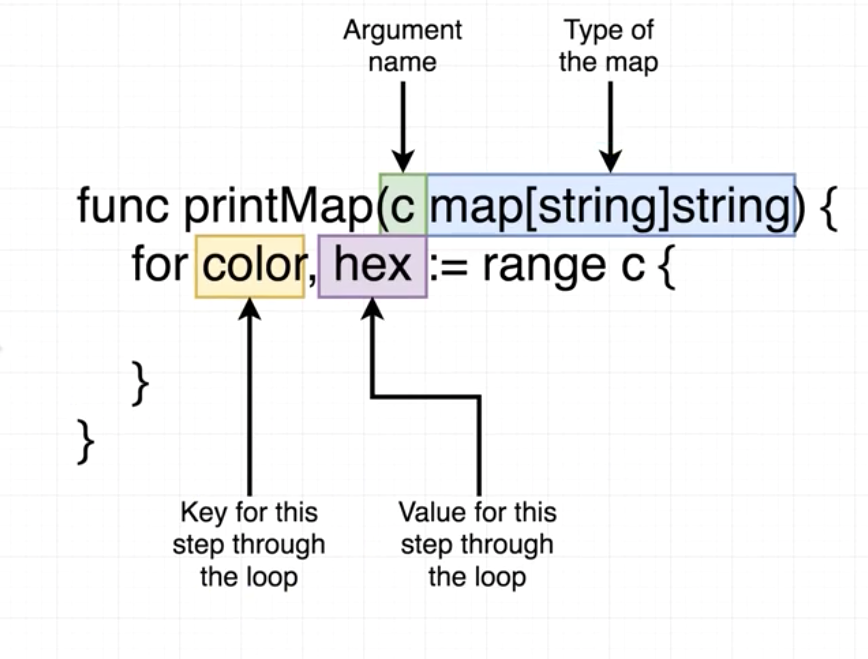 Argument
name
Type of
the map
func printMap(c map[string]string) {
for color, hex := range c {
}
}
Key for this
step through
the loop
Value for this
step through
the loop